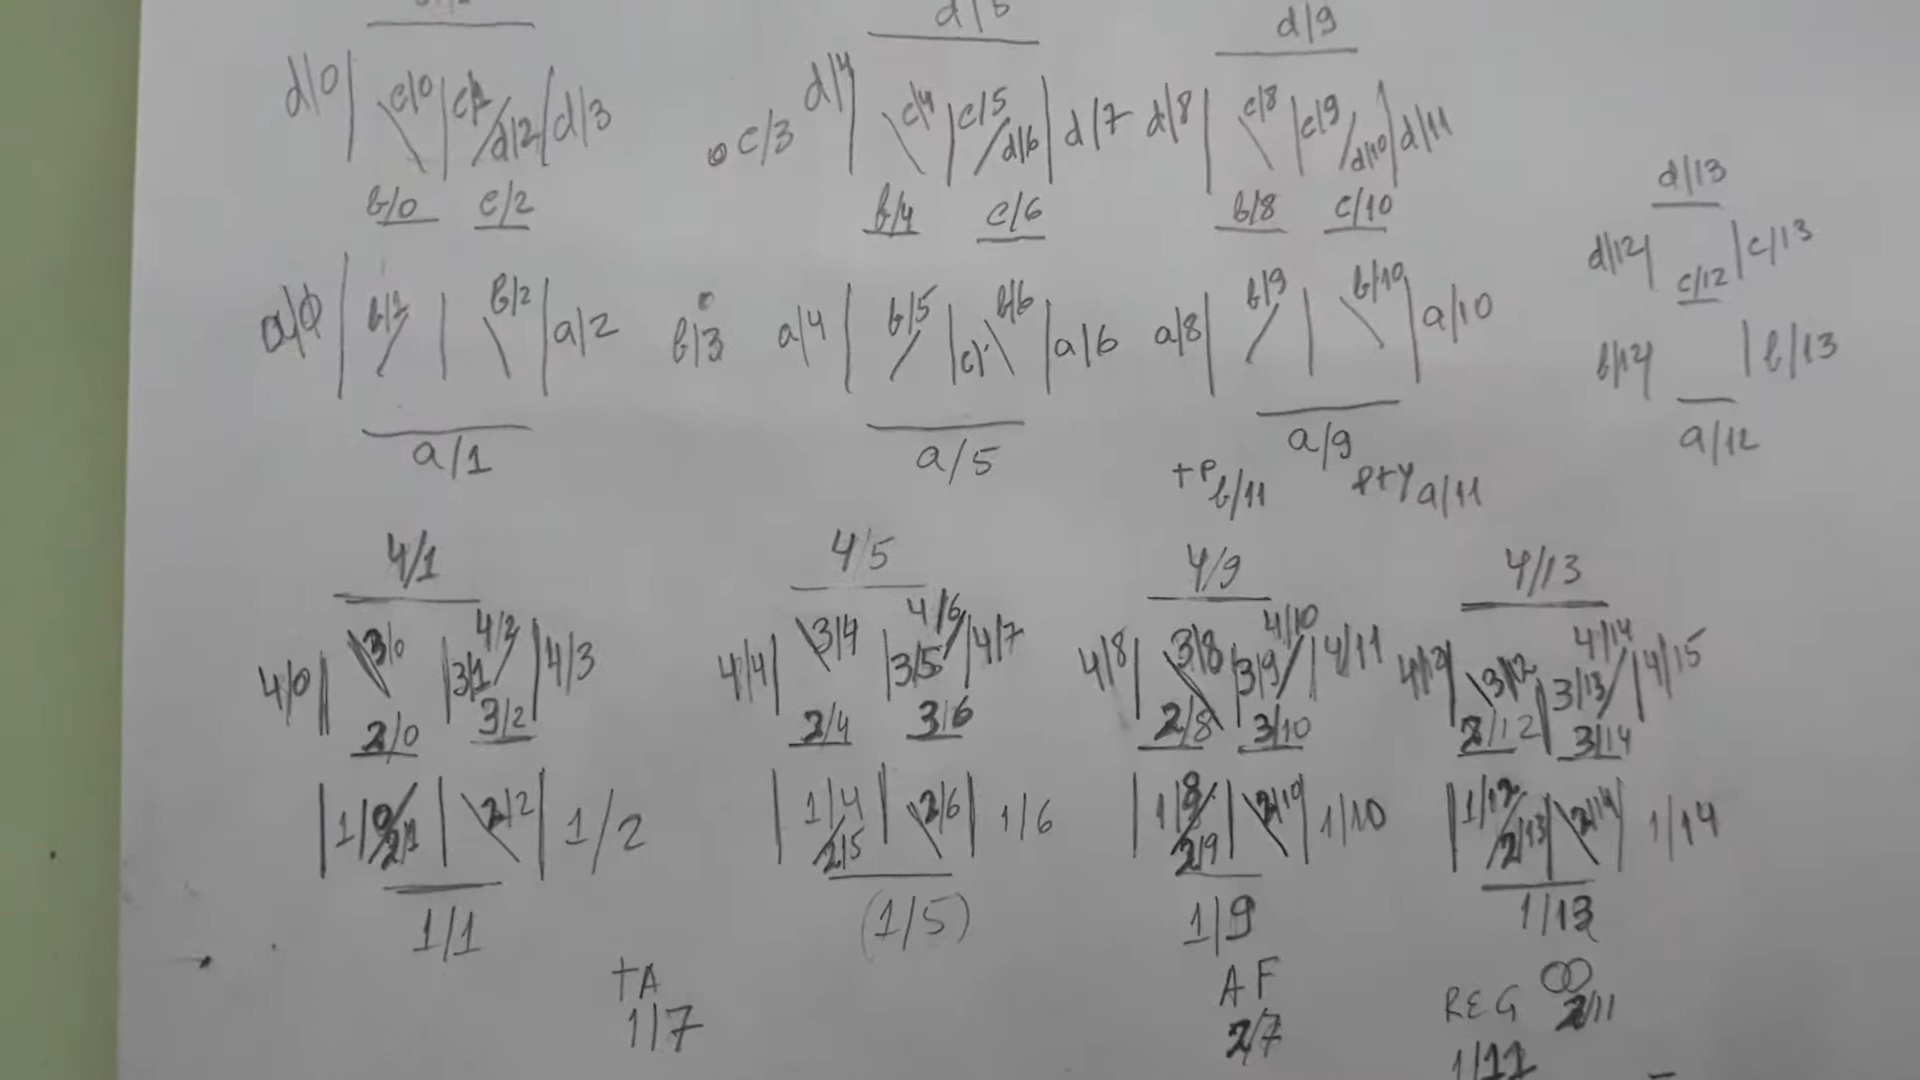 d/9
d/0 c/0 c/1 d/2 d/3 c/3 d/4 c/4 c/5 d/6 d/7 d/8 c/8 c/9 d/10 d/11
b/0 c/2 b/4 c/6 b/8 c/10
d/13
d/12 c/12 c/13
a/0 b/1 b/2 a/2 b/3 a/4 b/5 b/6 a/6 a/8 b/9 b/10 a/10
b/12 b/13
a/1 a/5 a/9 a/12
+P b/11 P+Y a/11
4/1 4/5 4/9 4/13
4/0 3/0 3/1 4/2 4/3 4/4 3/4 3/5 4/6 4/7 4/8 3/8 3/9 4/10 4/11 4/12 3/12 3/13 4/14 4/15
2/0 3/2 2/4 3/6 2/8 3/10 2/12 3/14
1/0 2/1 2/2 1/2 1/4 2/5 2/6 1/6 1/8 2/9 2/10 1/10 1/12 2/13 2/14 1/14
1/1 (1/5) 1/9 1/13
+A AF REG
1/7 2/7 2/11
1/11